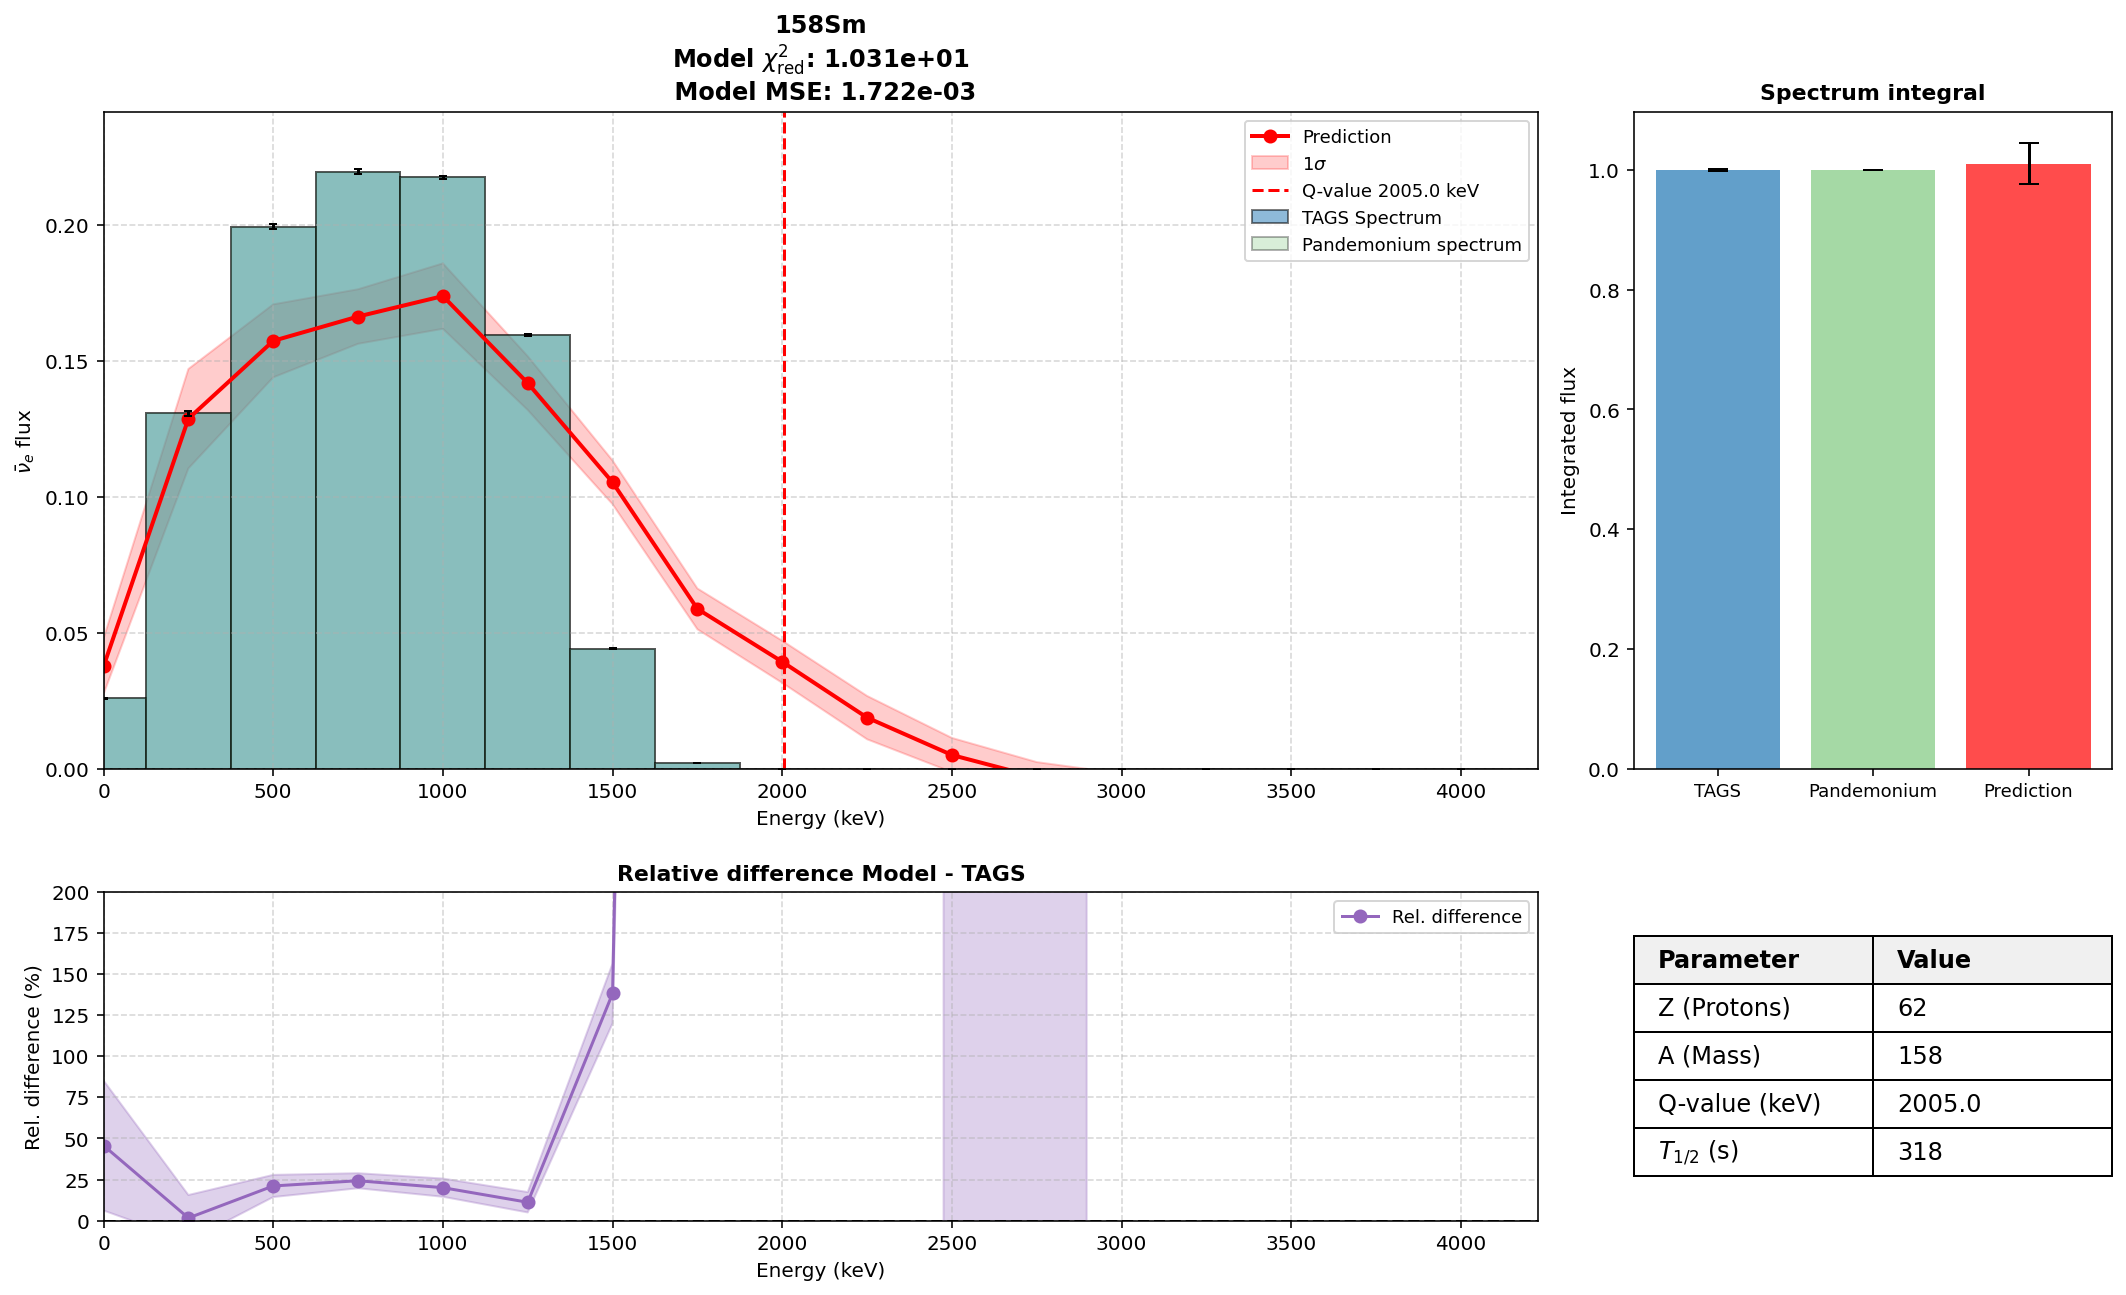 158Sm
Model χ²red: 1.031e+01
Model MSE: 1.722e-03
ν̄e flux
0.20
0.15
0.10
0.05
0.00
0 500 1000 1500 2000 2500 3000 3500 4000
Energy (keV)
Prediction
1σ
Q-value 2005.0 keV
TAGS Spectrum
Pandemonium spectrum
Spectrum integral
Integrated flux
1.0
0.8
0.6
0.4
0.2
0.0
TAGS Pandemonium Prediction
Relative difference Model - TAGS
Rel. difference (%)
200
175
150
125
100
75
50
25
0
0 500 1000 1500 2000 2500 3000 3500 4000
Energy (keV)
Rel. difference
Parameter Value
Z (Protons) 62
A (Mass) 158
Q-value (keV) 2005.0
T1/2 (s) 318